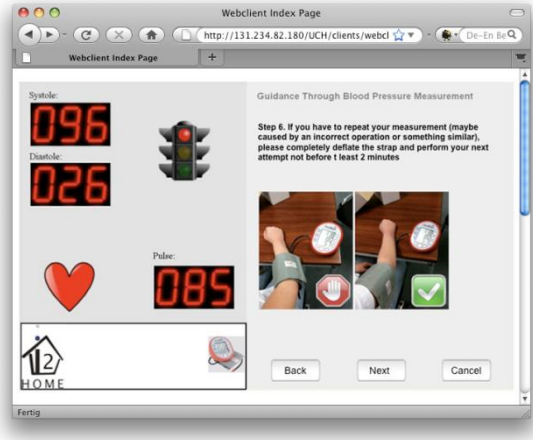 Webclient Index Page
http://131.234.82.180/UCH/clients/webcl
De-En Be
Webclient Index Page
Systole:
096
Diastole:
026
Pulse:
085
i2home
Guidance Through Blood Pressure Measurement
Step 6. If you have to repeat your measurement (maybe
caused by an incorrect operation or something similar),
please completely deflate the strap and perform your next
attempt not before t least 2 minutes
Back
Next
Cancel
Fertig